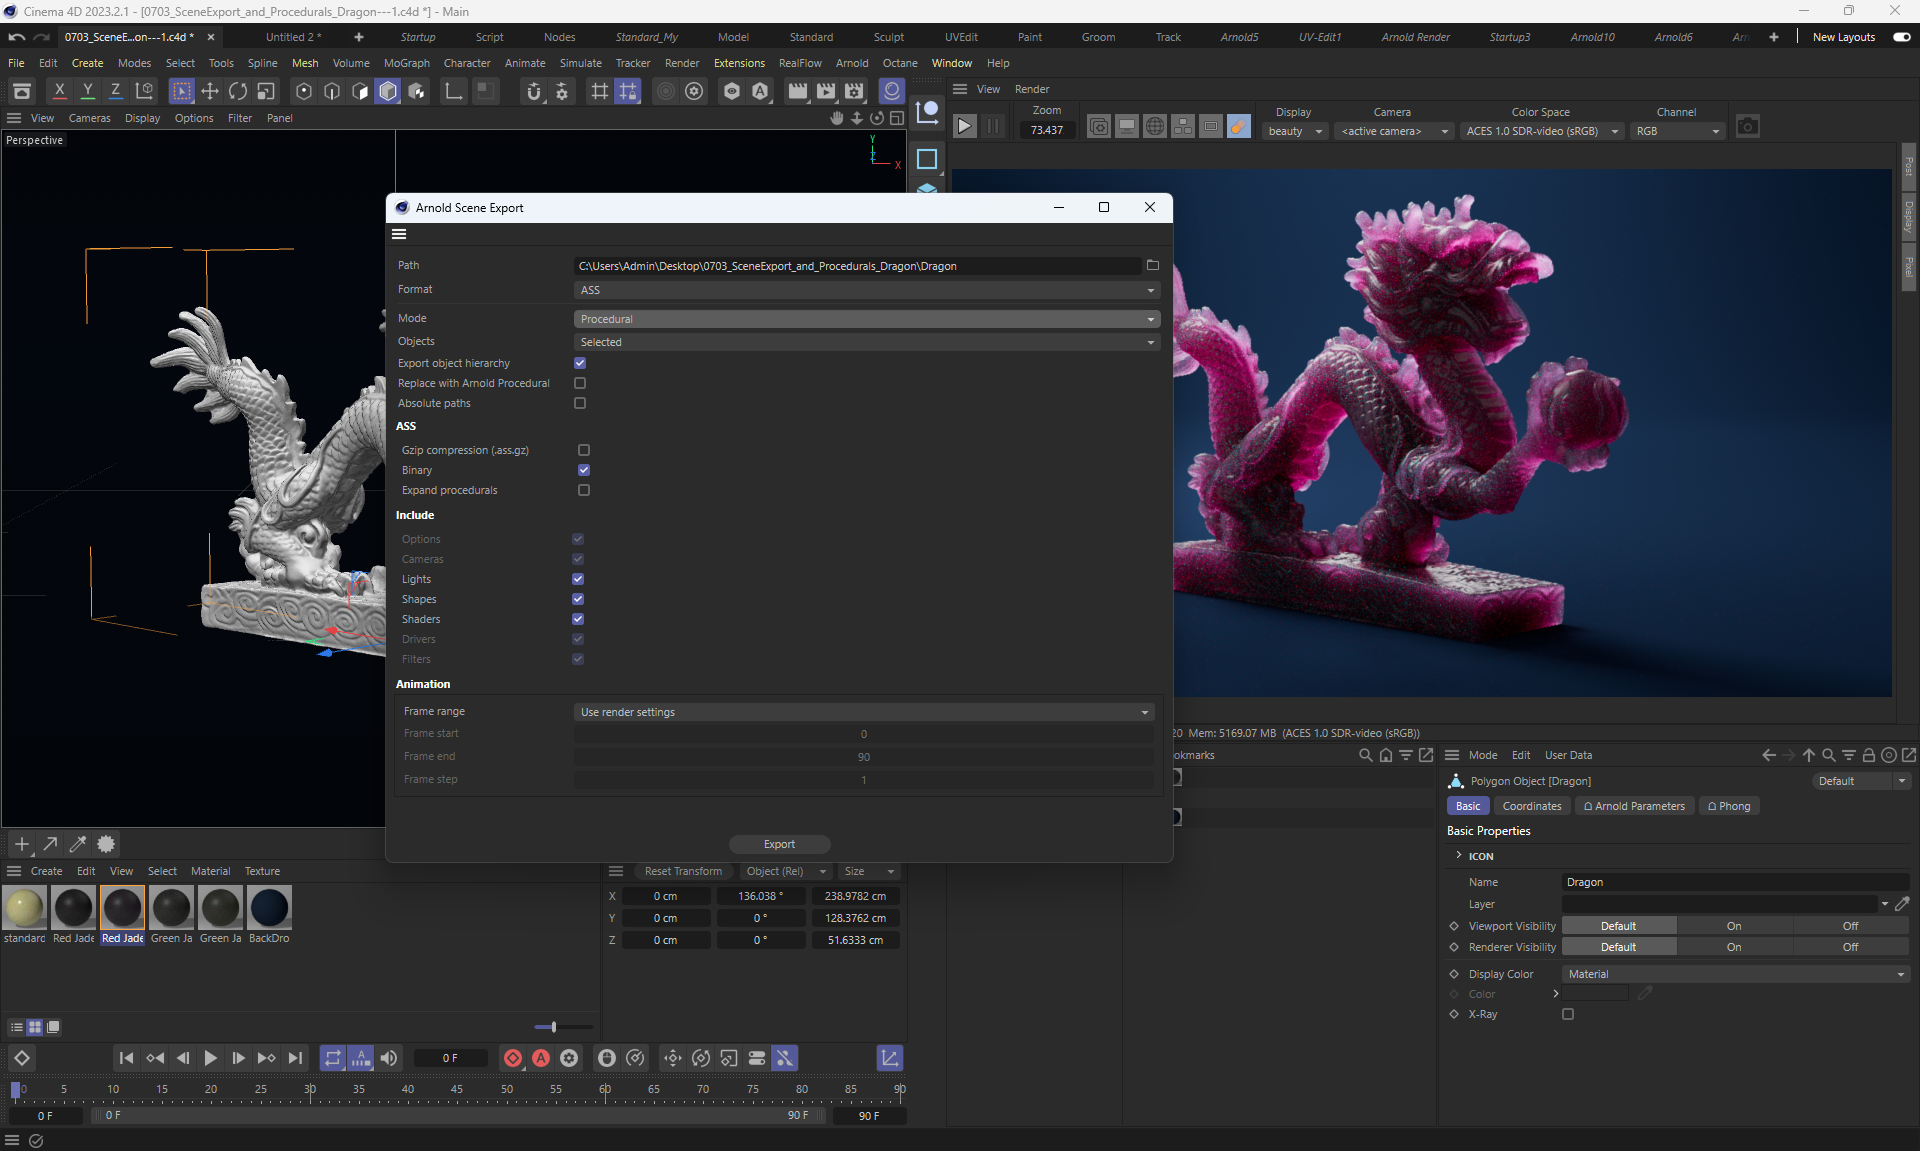 Cinema 4D 2023.2.1 - [0703_SceneExport_and_Procedurals_Dragon---1.c4d *] - Main
0703_SceneE...on---1.c4d *
Untitled 2 *
Startup
Script
Nodes
Standard_My
Model
Standard
Sculpt
UVEdit
Paint
Groom
Track
Arnold5
UV-Edit1
Arnold Render
Startup3
Arnold10
Arnold6
New Layouts
File Edit Create Modes Select Tools Spline Mesh Volume MoGraph Character Animate Simulate Tracker Render Extensions RealFlow Arnold Octane Window Help
X Y Z
View Render
View Cameras Display Options Filter Panel
Zoom
73.437
Display
beauty
Camera
<active camera>
Color Space
ACES 1.0 SDR-video (sRGB)
Channel
RGB
Perspective
Y
Z
X
Post
Display
Pixel
Arnold Scene Export
Path
C:\Users\Admin\Desktop\0703_SceneExport_and_Procedurals_Dragon\Dragon
Format
ASS
Mode
Procedural
Objects
Selected
Export object hierarchy
Replace with Arnold Procedural
Absolute paths
ASS
Gzip compression (.ass.gz)
Binary
Expand procedurals
Include
Options
Cameras
Lights
Shapes
Shaders
Drivers
Filters
Animation
Frame range
Use render settings
Frame start
0
Frame end
90
Frame step
1
Export
20 Mem: 5169.07 MB (ACES 1.0 SDR-video (sRGB))
okmarks
Mode Edit User Data
Polygon Object [Dragon]
Default
Basic
Coordinates
Arnold Parameters
Phong
Basic Properties
ICON
Name
Dragon
Layer
Viewport Visibility
Default On Off
Renderer Visibility
Default On Off
Display Color
Material
Color
X-Ray
Create Edit View Select Material Texture
standard
Red Jade
Red Jade
Green Ja
Green Ja
BackDro
Reset Transform
Object (Rel)
Size
X 0 cm 136.038 ° 238.9782 cm
Y 0 cm 0 ° 128.3762 cm
Z 0 cm 0 ° 51.6333 cm
A
0 F
A
0 5 10 15 20 25 30 35 40 45 50 55 60 65 70 75 80 85 90
0 F
0 F
90 F
90 F